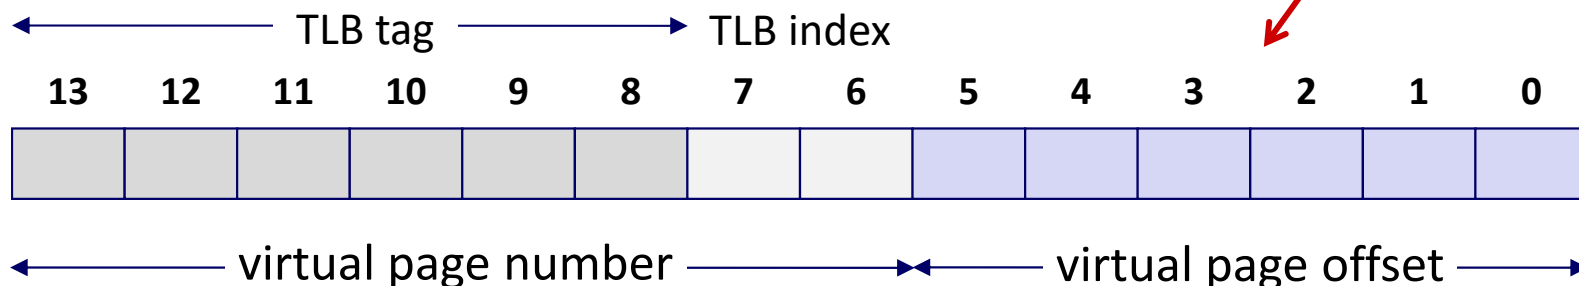 TLB tag TLB index
13 12 11 10 9 8 7 6 5 4 3 2 1 0
virtual page number virtual page offset